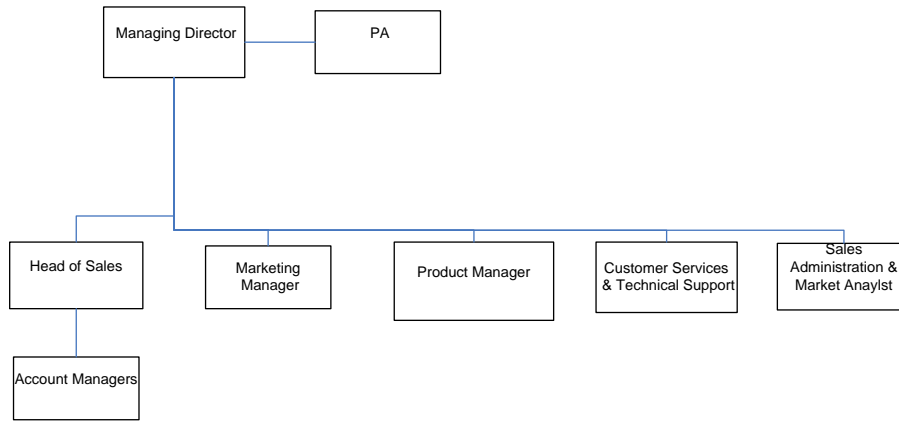 Managing Director
PA
Head of Sales
Marketing
Manager
Product Manager
Customer Services
& Technical Support
Sales
Administration &
Market Anaylst
Account Managers